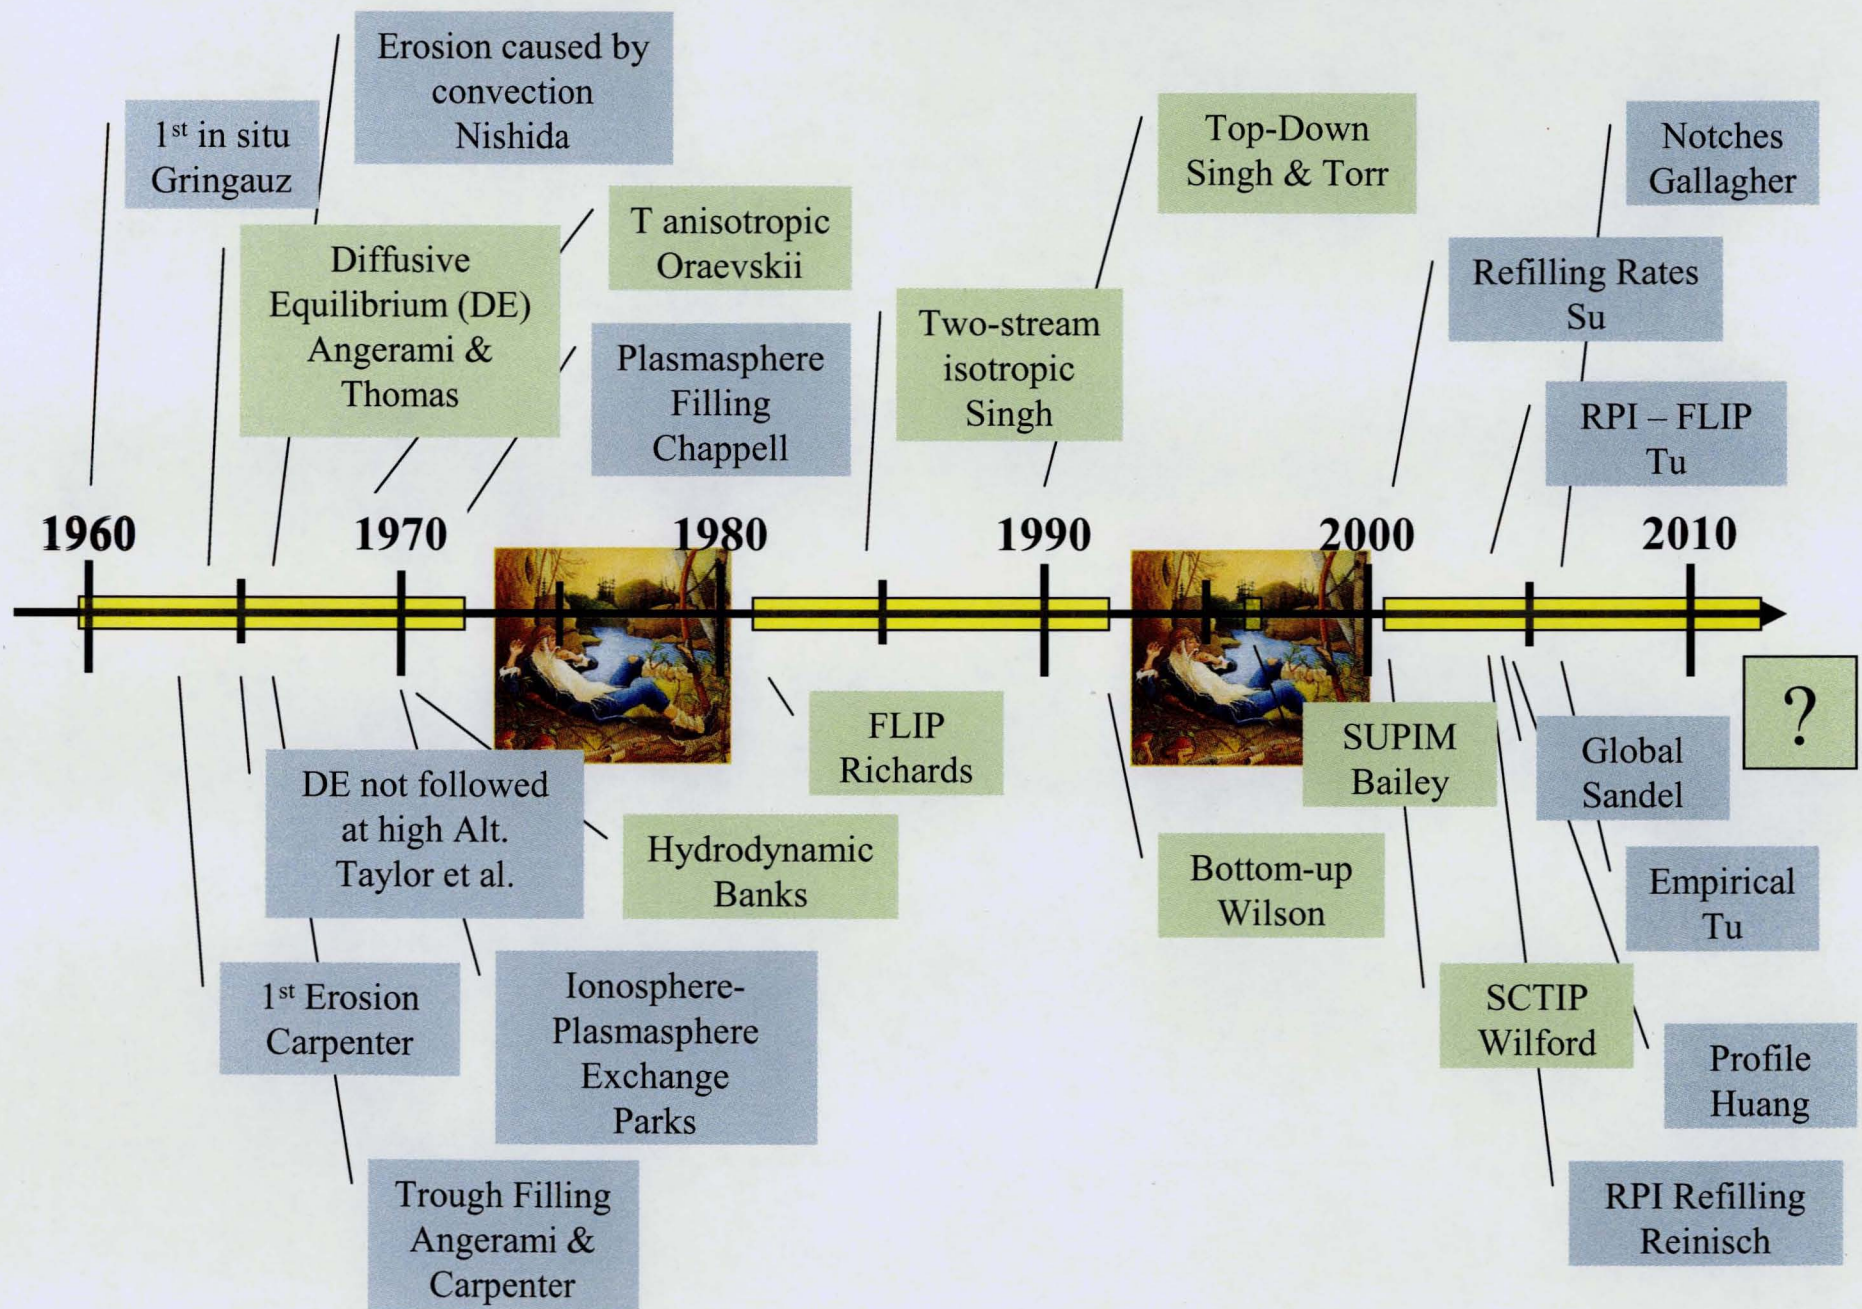 Erosion caused by
convection
Nishida
1st in situ
Gringauz
Diffusive
Equilibrium (DE)
Angerami &
Thomas
T anisotropic
Oraevskii
Plasmasphere
Filling
Chappell
Two-stream
isotropic
Singh
Top-Down
Singh & Torr
Notches
Gallagher
Refilling Rates
Su
RPI – FLIP
Tu
1960
1970
1980
1990
2000
2010
DE not followed
at high Alt.
Taylor et al.
1st Erosion
Carpenter
Trough Filling
Angerami &
Carpenter
Hydrodynamic
Banks
Ionosphere-
Plasmasphere
Exchange
Parks
FLIP
Richards
Bottom-up
Wilson
SUPIM
Bailey
SCTIP
Wilford
Global
Sandel
Empirical
Tu
Profile
Huang
RPI Refilling
Reinisch
?